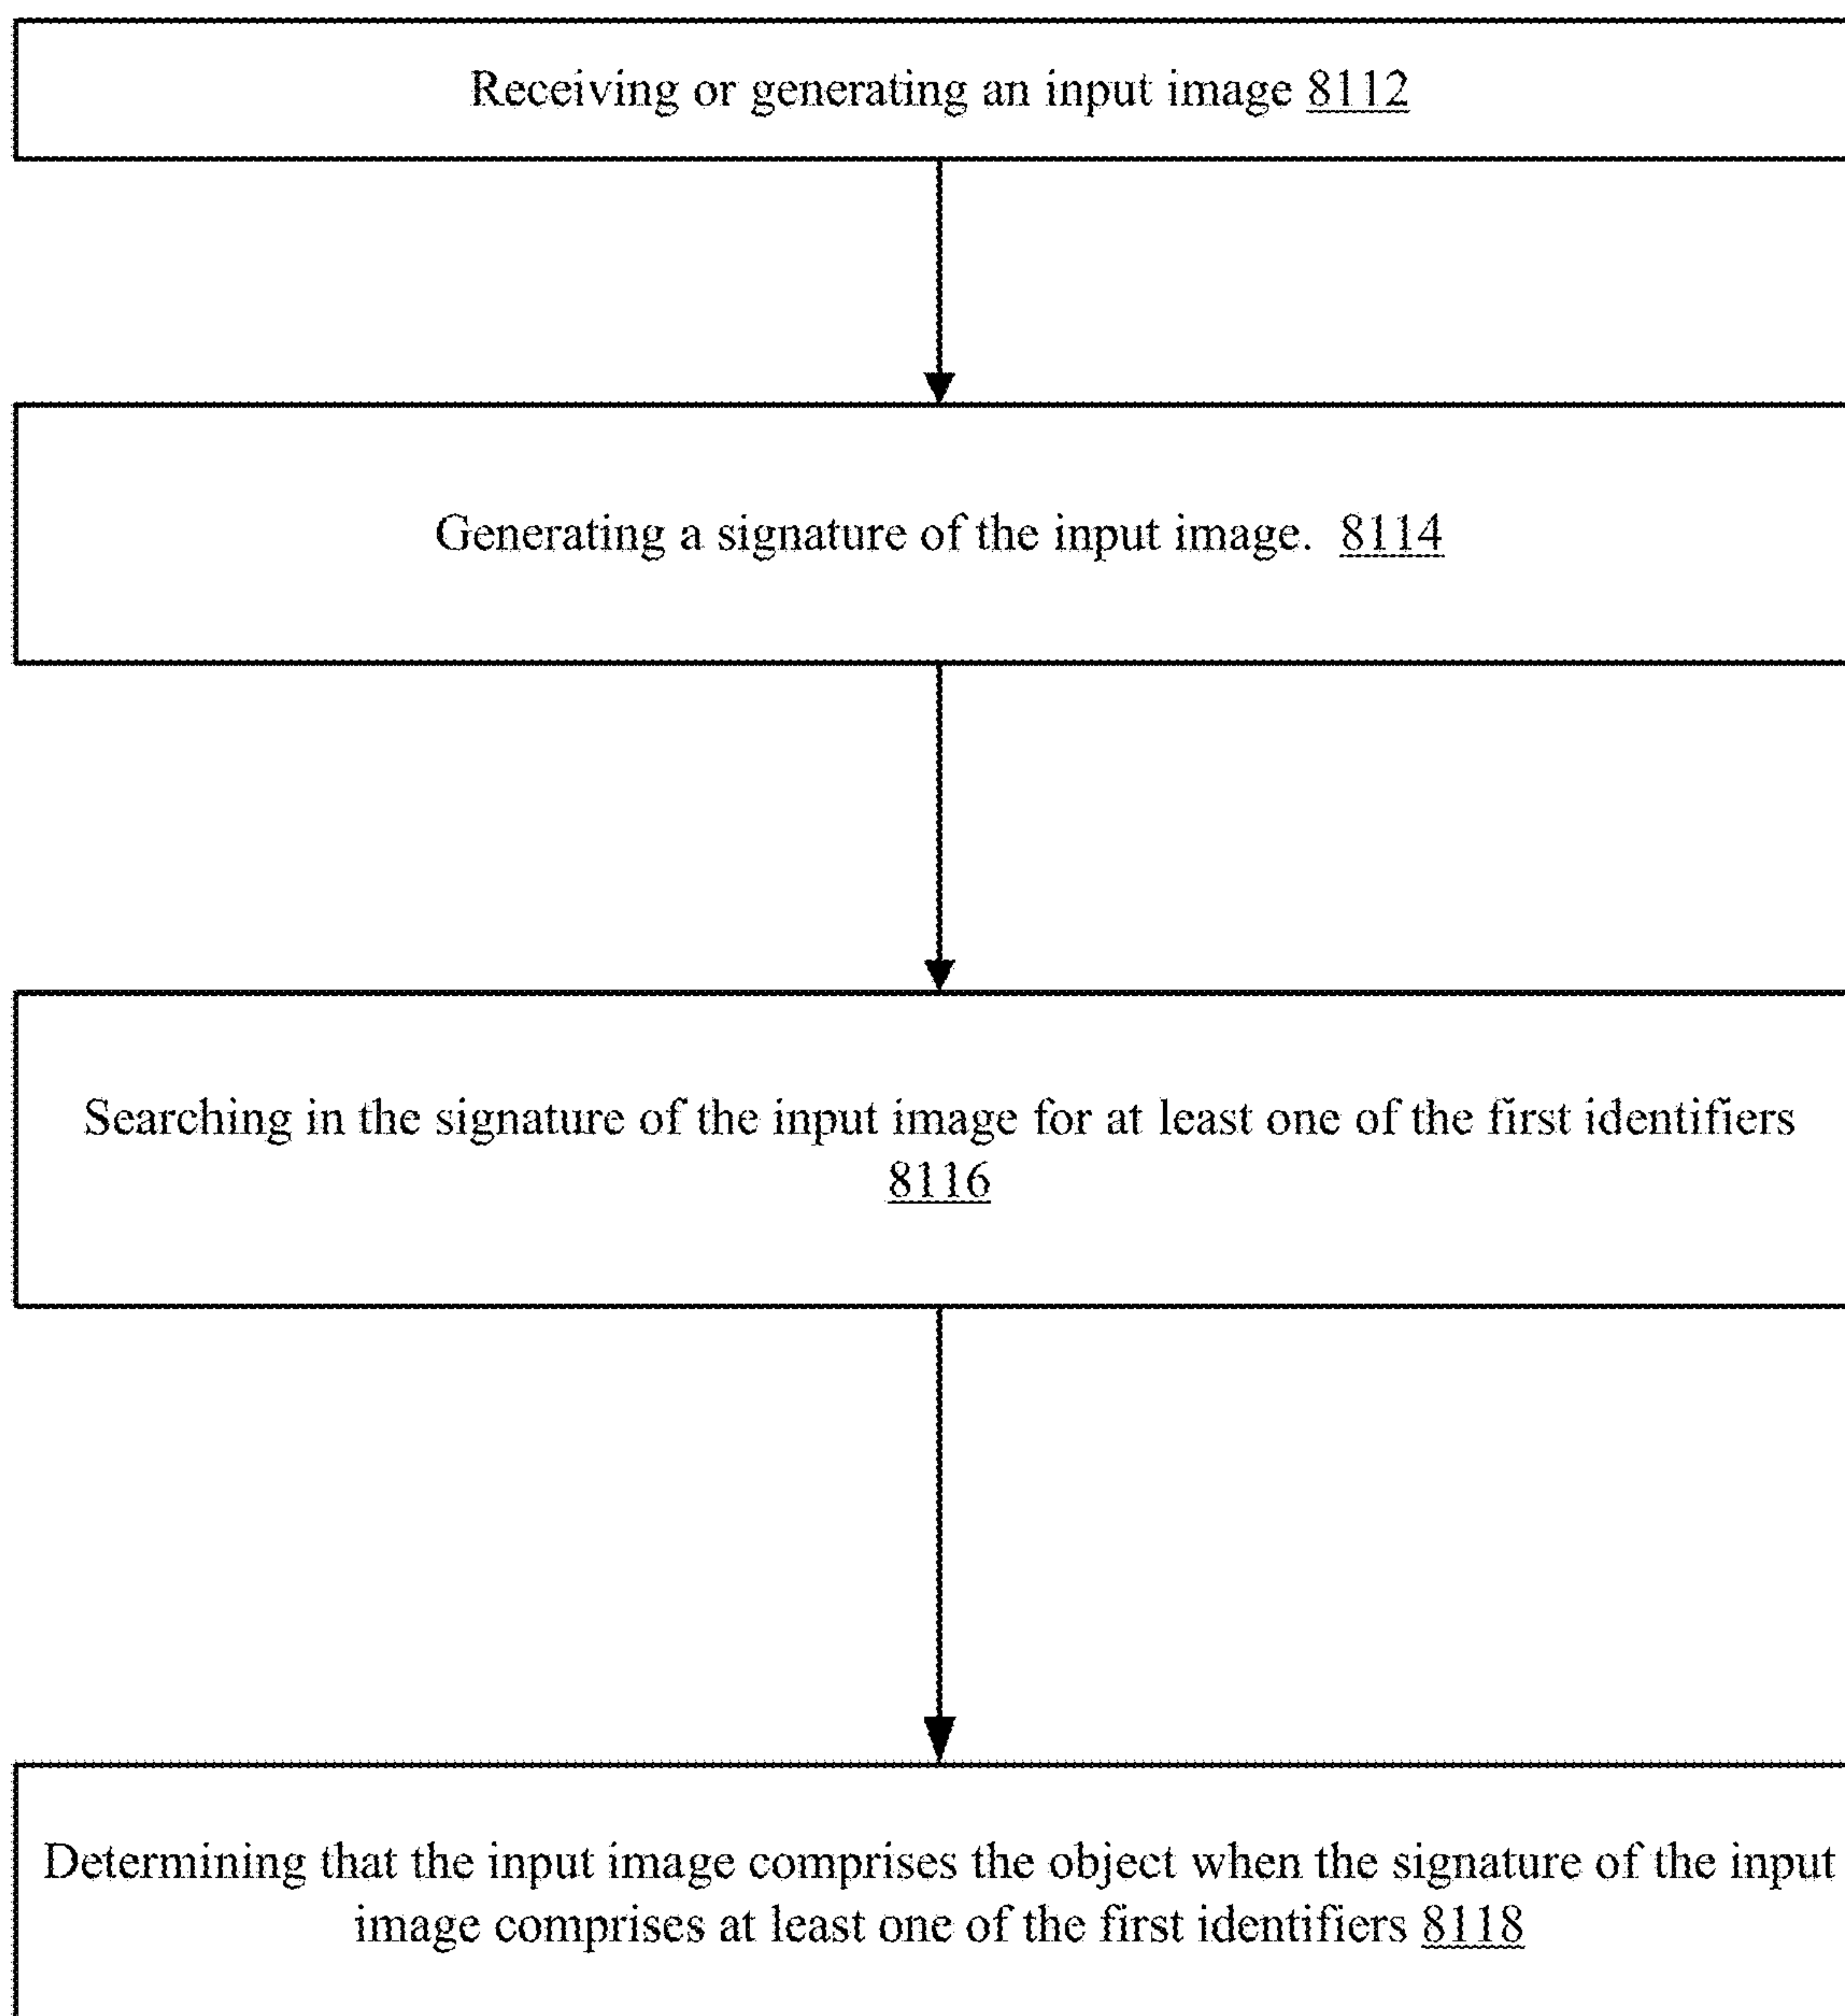 Receiving or generating an input image 8112
Generating a signature of the input image.  8114
Searching in the signature of the input image for at least one of the first identifiers
8116
Determining that the input image comprises the object when the signature of the input
image comprises at least one of the first identifiers 8118